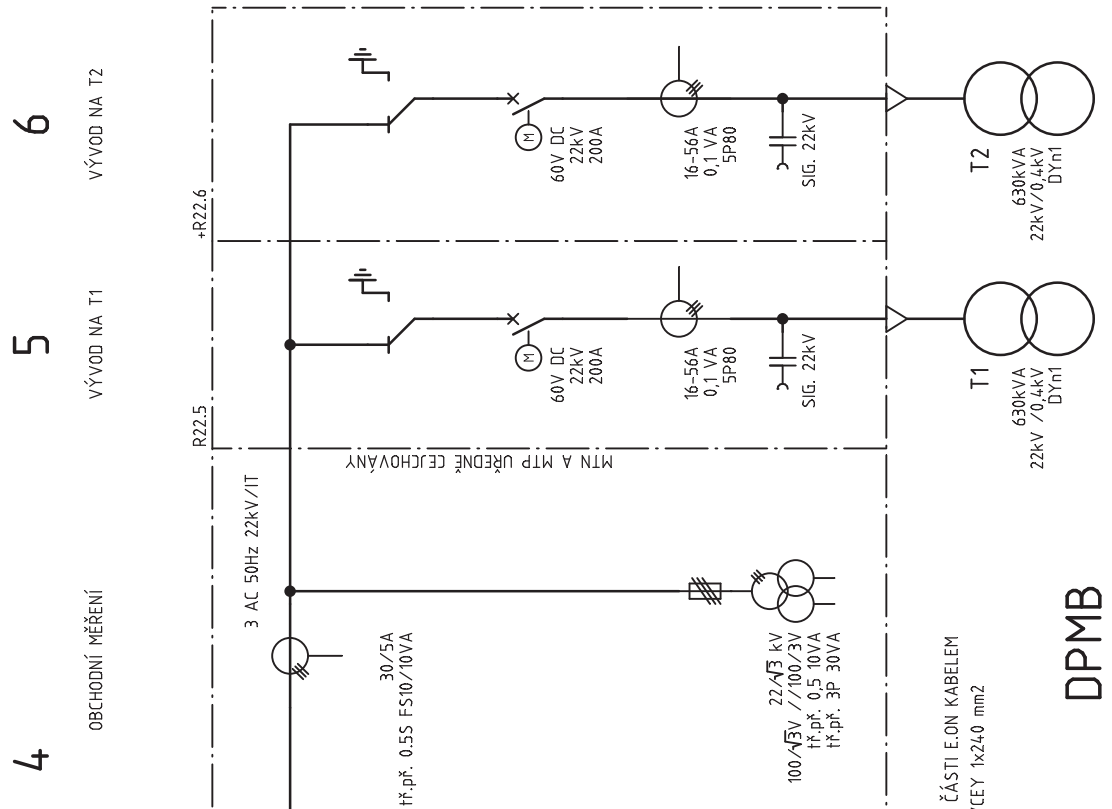 4
OBCHODNÍ MĚŘENÍ
3 AC 50Hz 22kV/IT
30/5A
tř.př. 0.5S FS10/10VA
22/√3 kV
100/√3V //100/3V
tř.př. 0,5 10VA
tř.př. 3P 30VA
MTN A MTP UŘEDNĚ CEJCHOVÁNY
ČÁSTI E.ON KABELEM
YCEY 1x240 mm2
5
VÝVOD NA T1
R22.5
M
60V DC
22kV
200A
16-56A
0,1 VA
5P80
SIG. 22kV
T1
630kVA
22kV /0,4kV
DYn1
6
VÝVOD NA T2
+R22.6
M
60V DC
22kV
200A
16-56A
0,1 VA
5P80
SIG. 22kV
T2
630kVA
22kV/0,4kV
DYn1
DPMB